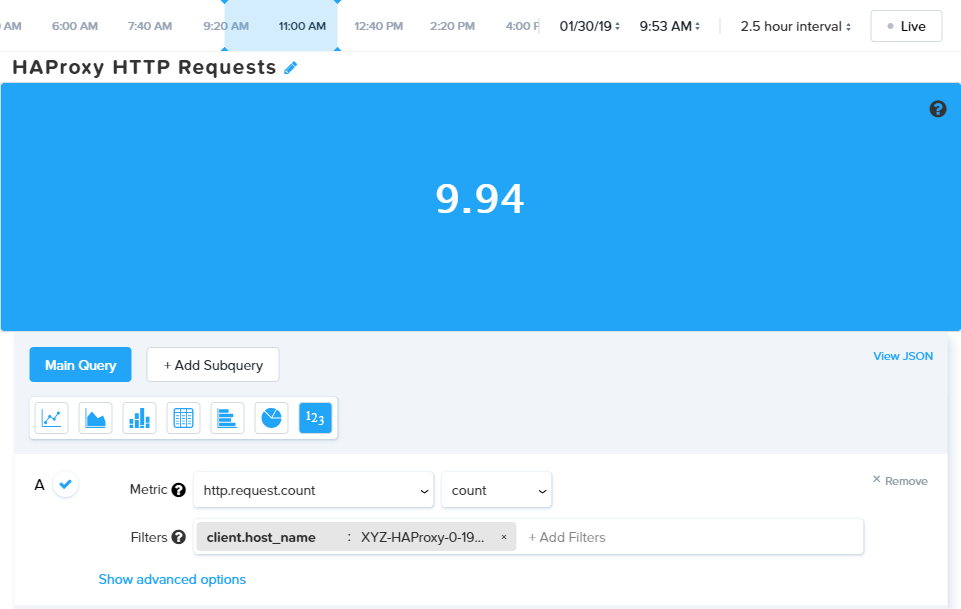 AM 6:00 AM 7:40 AM 9:20 AM 11:00 AM 12:40 PM 2:20 PM 4:00 01/30/19 9:53 AM 2.5 hour interval Live
HAProxy HTTP Requests
?
9.94
Main Query + Add Subquery View JSON
123
A Metric ? http.request.count count × Remove
Filters ? client.host_name : XYZ-HAProxy-0-19... × + Add Filters
Show advanced options